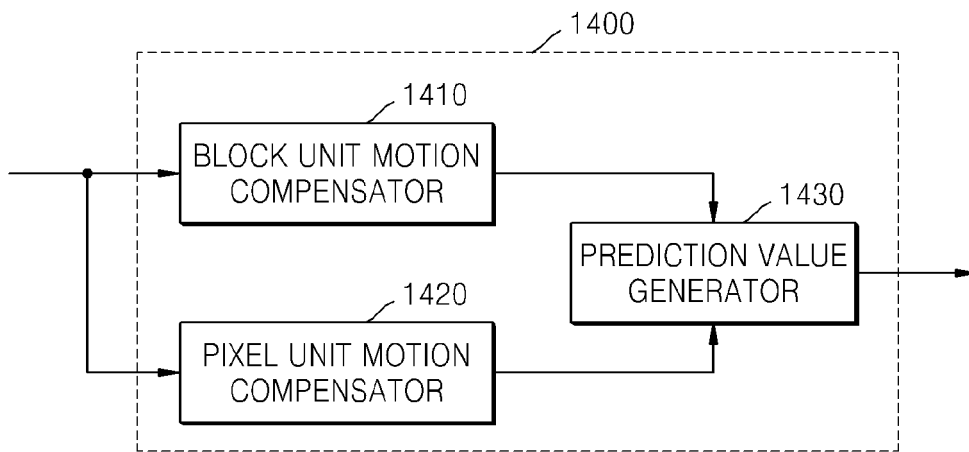 1400
1410
BLOCK UNIT MOTION
COMPENSATOR
1430
PREDICTION VALUE
GENERATOR
1420
PIXEL UNIT MOTION
COMPENSATOR